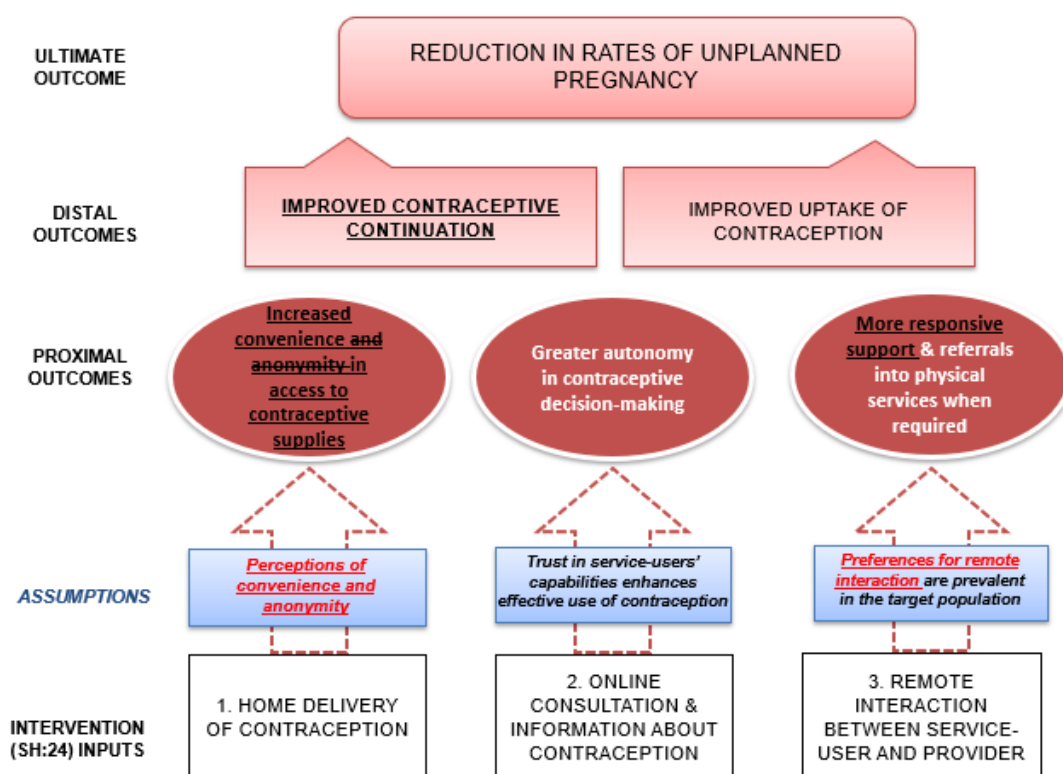 ULTIMATE
OUTCOME
REDUCTION IN RATES OF UNPLANNED
PREGNANCY
DISTAL
OUTCOMES
IMPROVED CONTRACEPTIVE
CONTINUATION
IMPROVED UPTAKE OF
CONTRACEPTION
PROXIMAL
OUTCOMES
Increased
convenience and
anonymity in
access to
contraceptive
supplies
Greater autonomy
in contraceptive
decision-making
More responsive
support & referrals
into physical
services when
required
ASSUMPTIONS
Perceptions of
convenience and
anonymity
Trust in service-users'
capabilities enhances
effective use of contraception
Preferences for remote
interaction are prevalent
in the target population
INTERVENTION
(SH:24) INPUTS
1. HOME DELIVERY
OF CONTRACEPTION
2. ONLINE
CONSULTATION &
INFORMATION ABOUT
CONTRACEPTION
3. REMOTE
INTERACTION
BETWEEN SERVICE-
USER AND PROVIDER